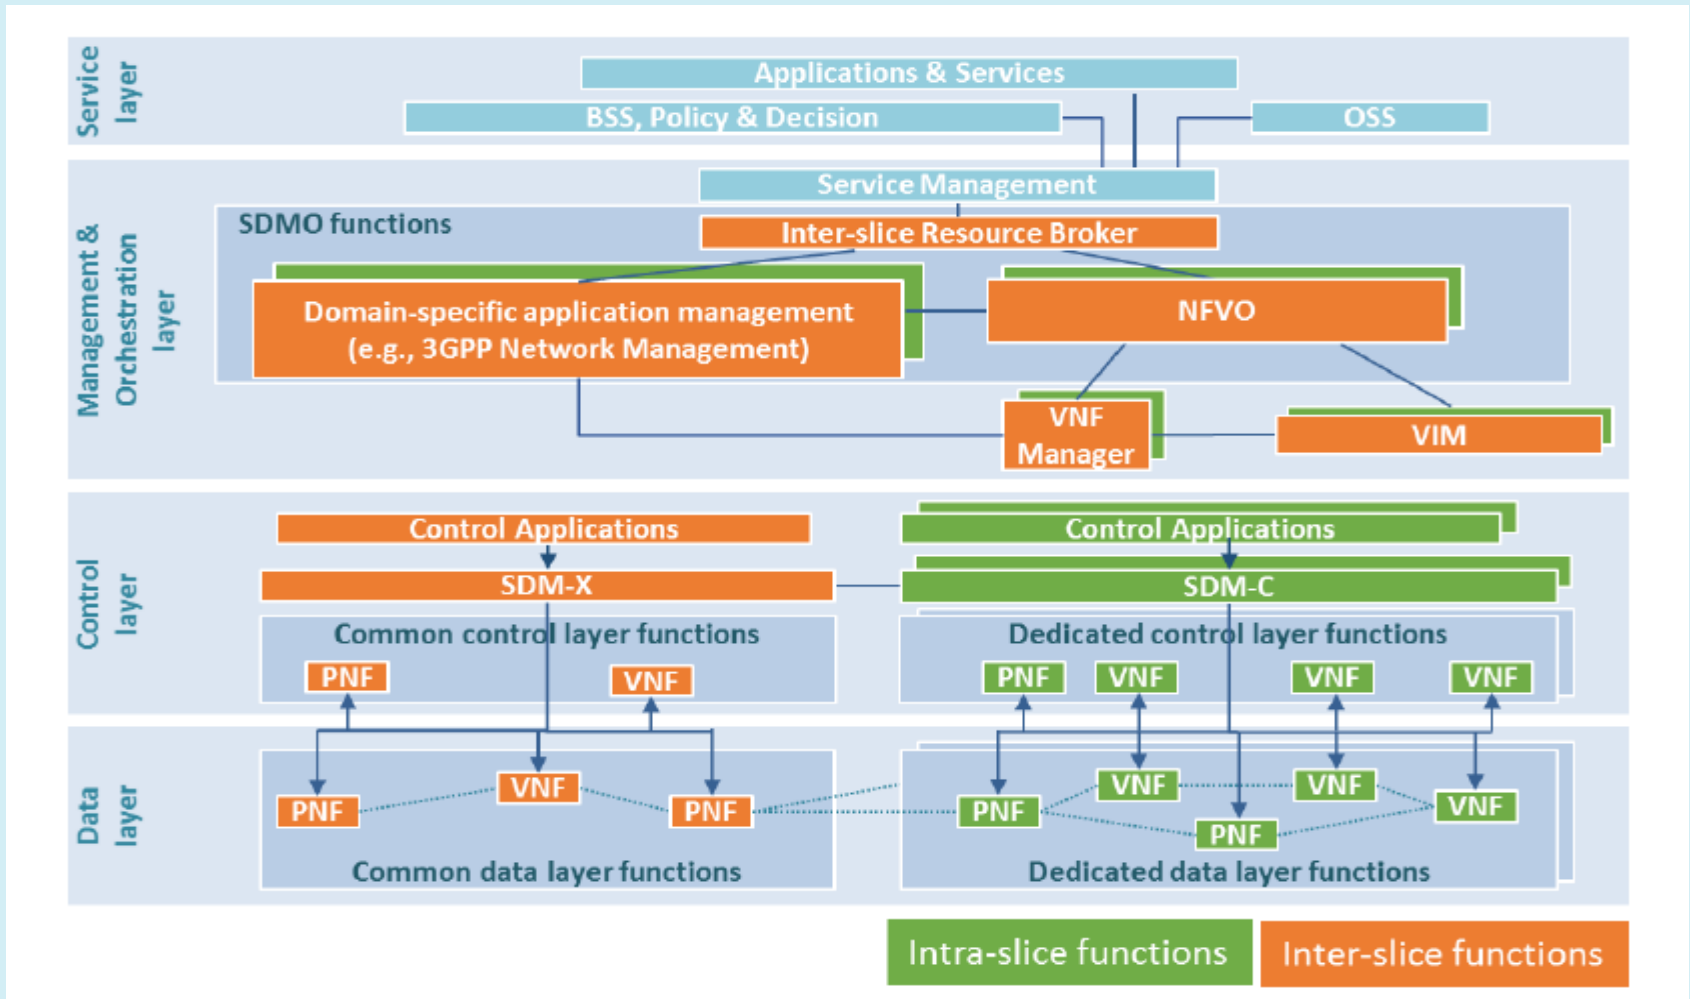 Service
layer
Applications & Services
BSS, Policy & Decision
OSS
Management &
Orchestration
layer
Service Management
SDMO functions
Inter-slice Resource Broker
Domain-specific application management
(e.g., 3GPP Network Management)
NFVO
VNF
Manager
VIM
Control
layer
Control Applications
Control Applications
SDM-X
SDM-C
Common control layer functions
Dedicated control layer functions
PNF
VNF
PNF
VNF
VNF
VNF
Data
layer
PNF
VNF
PNF
PNF
VNF
PNF
VNF
VNF
Common data layer functions
Dedicated data layer functions
Intra-slice functions
Inter-slice functions